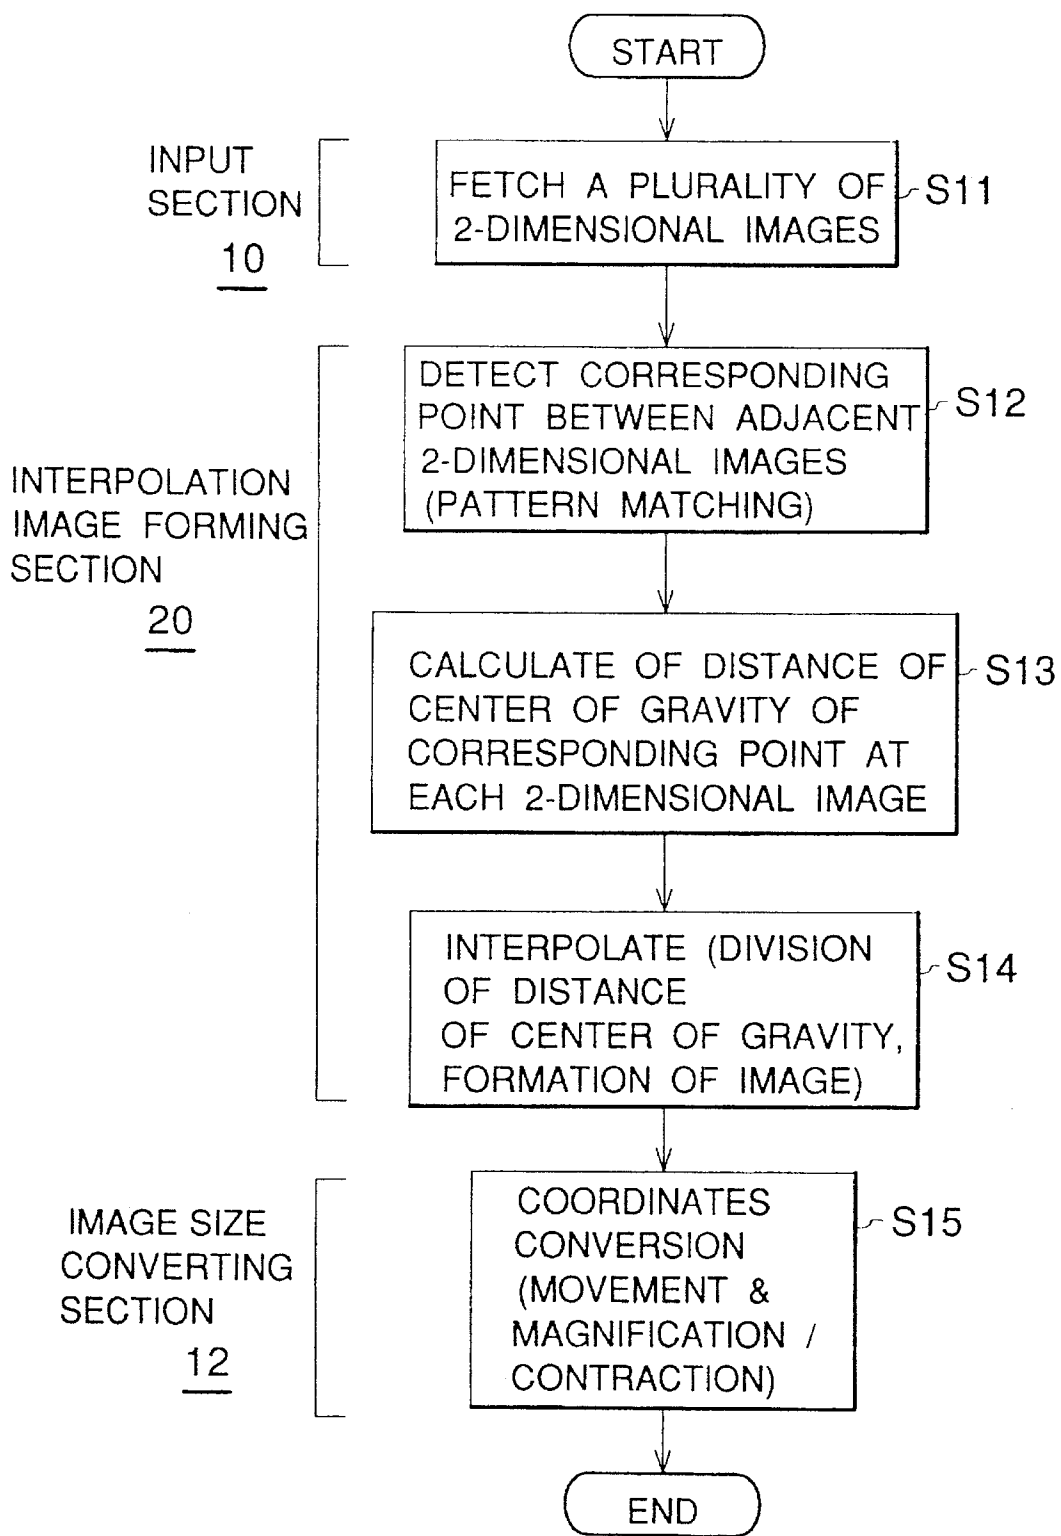 START
INPUT
SECTION
10
FETCH A PLURALITY OF
2-DIMENSIONAL IMAGES
S11
DETECT CORRESPONDING
POINT BETWEEN ADJACENT
2-DIMENSIONAL IMAGES
(PATTERN MATCHING)
S12
INTERPOLATION
IMAGE FORMING
SECTION
20
CALCULATE OF DISTANCE OF
CENTER OF GRAVITY OF
CORRESPONDING POINT AT
EACH 2-DIMENSIONAL IMAGE
S13
INTERPOLATE (DIVISION
OF DISTANCE
OF CENTER OF GRAVITY,
FORMATION OF IMAGE)
S14
IMAGE SIZE
CONVERTING
SECTION
12
COORDINATES
CONVERSION
(MOVEMENT &
MAGNIFICATION /
CONTRACTION)
S15
END